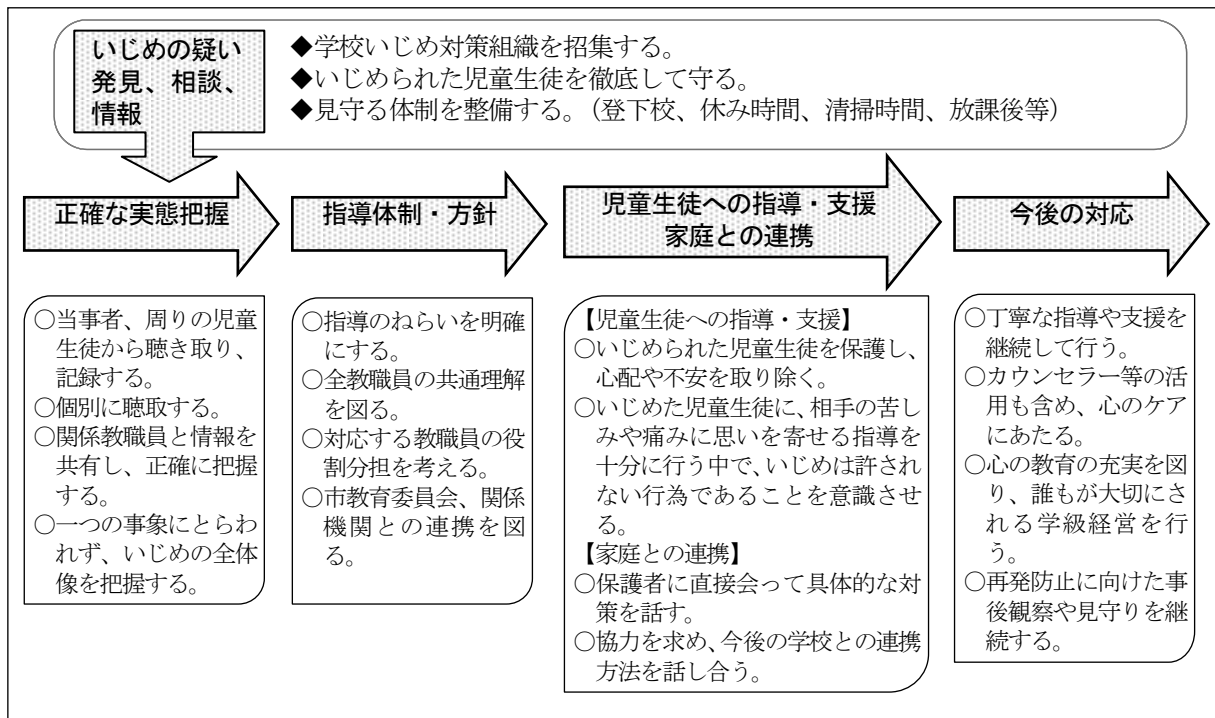 いじめの疑い
発見、相談、
情報
◆学校いじめ対策組織を招集する。
◆いじめられた児童生徒を徹底して守る。
◆見守る体制を整備する。（登下校、休み時間、清掃時間、放課後等）
正確な実態把握
○当事者、周りの児童
生徒から聴き取り、
記録する。
○個別に聴取する。
○関係教職員と情報を
共有し、正確に把握
する。
○一つの事象にとらわ
れず、いじめの全体
像を把握する。
指導体制・方針
○指導のねらいを明確
にする。
○全教職員の共通理解
を図る。
○対応する教職員の役
割分担を考える。
○市教育委員会、関係
機関との連携を図
る。
児童生徒への指導・支援
家庭との連携
【児童生徒への指導・支援】
○いじめられた児童生徒を保護し、
心配や不安を取り除く。
○いじめた児童生徒に、相手の苦し
みや痛みに思いを寄せる指導を
十分に行う中で、いじめは許され
ない行為であることを意識させ
る。
【家庭との連携】
○保護者に直接会って具体的な対
策を話す。
○協力を求め、今後の学校との連携
方法を話し合う。
今後の対応
○丁寧な指導や支援を
継続して行う。
○カウンセラー等の活
用も含め、心のケア
にあたる。
○心の教育の充実を図
り、誰もが大切にさ
れる学級経営を行
う。
○再発防止に向けた事
後観察や見守りを継
続する。